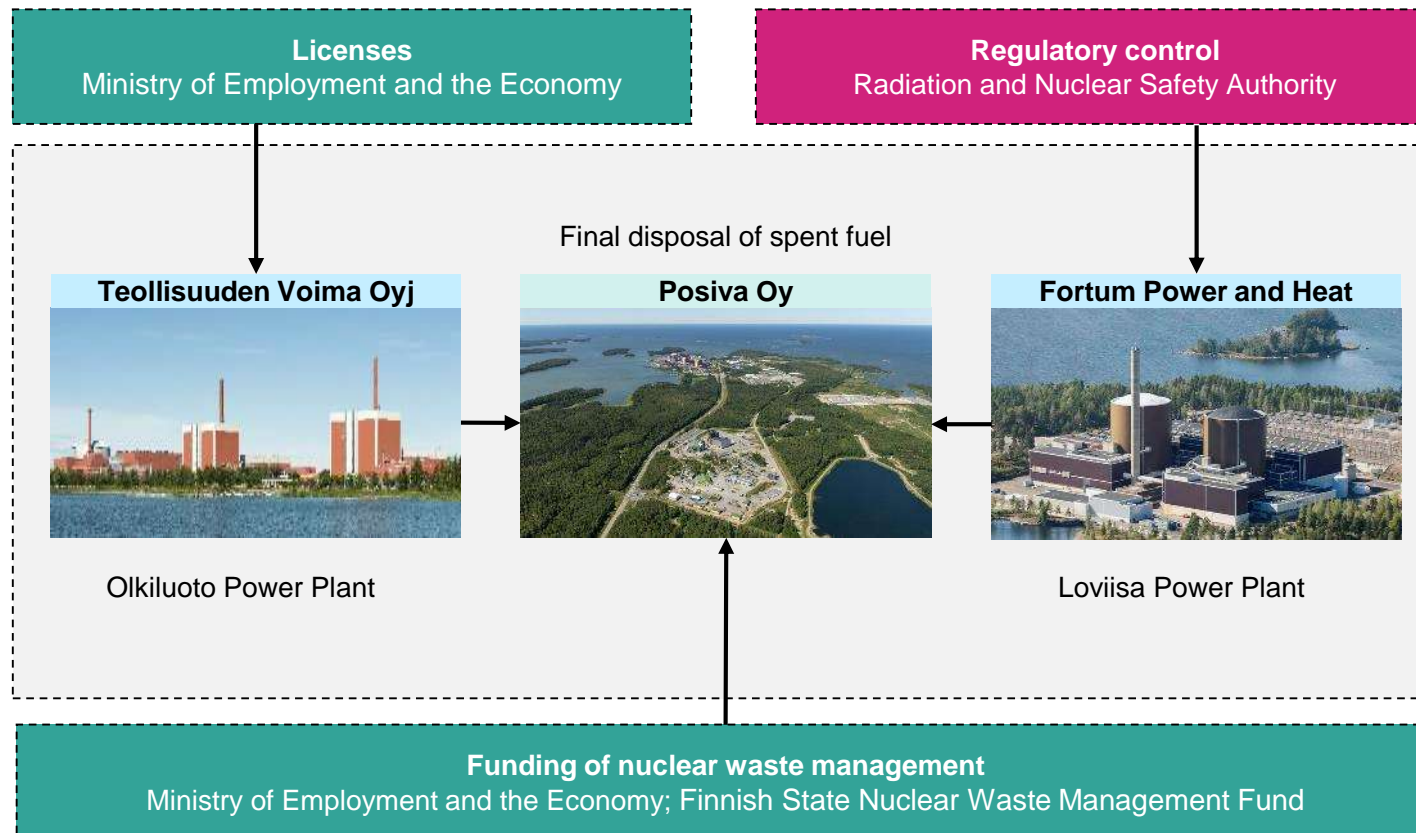 Licenses
Ministry of Employment and the Economy
Regulatory control
Radiation and Nuclear Safety Authority
Final disposal of spent fuel
Teollisuuden Voima Oyj
Posiva Oy
Fortum Power and Heat
Olkiluoto Power Plant
Loviisa Power Plant
Funding of nuclear waste management
Ministry of Employment and the Economy; Finnish State Nuclear Waste Management Fund